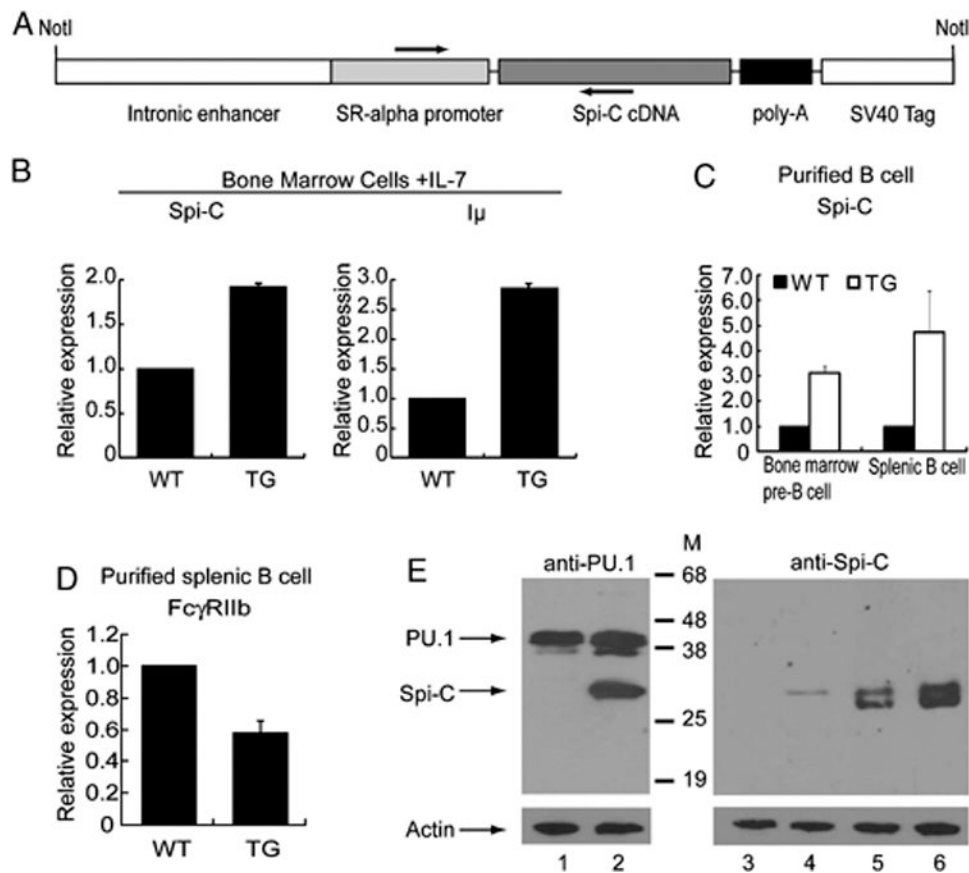 A
NotI NotI
Intronic enhancer SR-alpha promoter Spi-C cDNA poly-A SV40 Tag
B
Bone Marrow Cells +IL-7
Spi-C Iμ
Relative expression
2.0
1.5
1.0
0.5
0
WT TG
Relative expression
3.0
2.5
2.0
1.5
1.0
0.5
0
WT TG
C
Purified B cell
Spi-C
Relative expression
7.0
6.0
5.0
4.0
3.0
2.0
1.0
0
WT TG
Bone marrow
pre-B cell
Splenic B cell
D
Purified splenic B cell
FcγRIIb
Relative expression
1.2
1
0.8
0.6
0.4
0.2
0
WT TG
E
anti-PU.1 M anti-Spi-C
PU.1
Spi-C
68
48
38
25
19
Actin
1 2 3 4 5 6